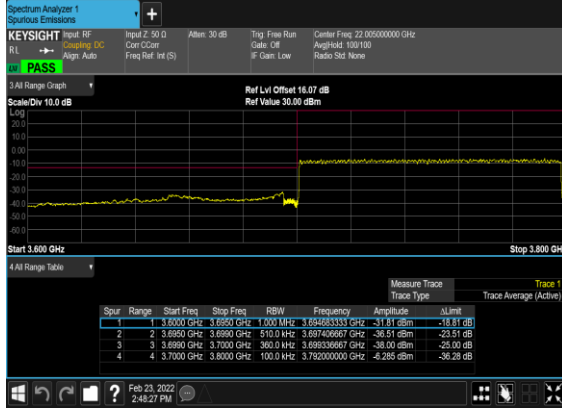 Spectrum Analyzer 1
Spurious Emissions
+
KEYSIGHT Input: RF Input Z: 50 Ω Atten: 30 dB Trig: Free Run Center Freq: 22.005000000 GHz
RL Coupling: DC Corr CCorr Gate: Off Avg|Hold: 100/100
Align: Auto Freq Ref: Int (S) IF Gain: Low Radio Std: None
PASS
3 All Range Graph
Ref Lvl Offset 16.07 dB
Scale/Div 10.0 dB Ref Value 30.00 dBm
Log
20.0
10.0
0.00
-10.0
-20.0
-30.0
-40.0
-50.0
-60.0
Start 3.600 GHz Stop 3.800 GH
4 All Range Table
Measure Trace Trace 1
Trace Type Trace Average (Active)
Spur Range Start Freq Stop Freq RBW Frequency Amplitude ΔLimit
1 1 3.6000 GHz 3.6950 GHz 1.000 MHz 3.694683333 GHz -31.81 dBm -18.81 dB
2 2 3.6950 GHz 3.6990 GHz 510.0 kHz 3.697406667 GHz -36.51 dBm -23.51 dB
3 3 3.6990 GHz 3.7000 GHz 360.0 kHz 3.699336667 GHz -38.00 dBm -25.00 dB
4 4 3.7000 GHz 3.8000 GHz 100.0 kHz 3.792000000 GHz -6.285 dBm -36.28 dB
? Feb 23, 2022
2:48:27 PM